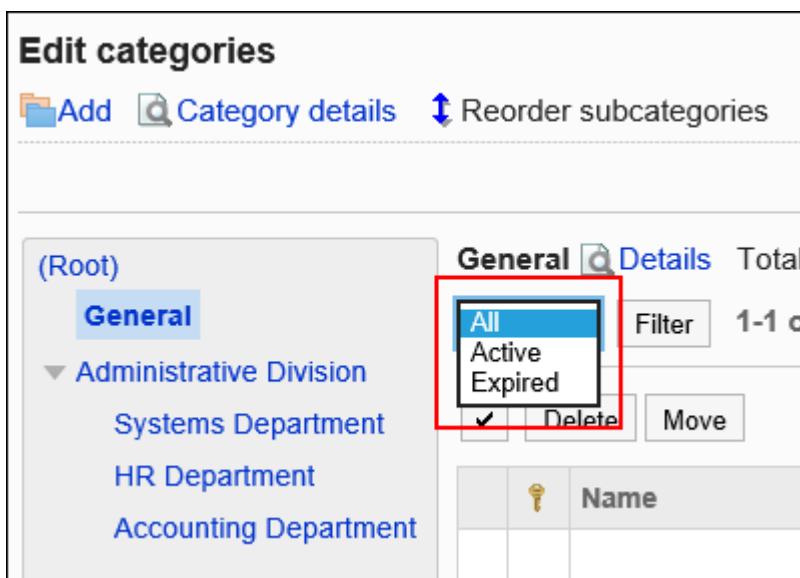 Edit categories
Add Category details Reorder subcategories
(Root)
General
Administrative Division
Systems Department
HR Department
Accounting Department
General Details Total
All
Active
Expired
Filter 1-1
Delete Move
Name